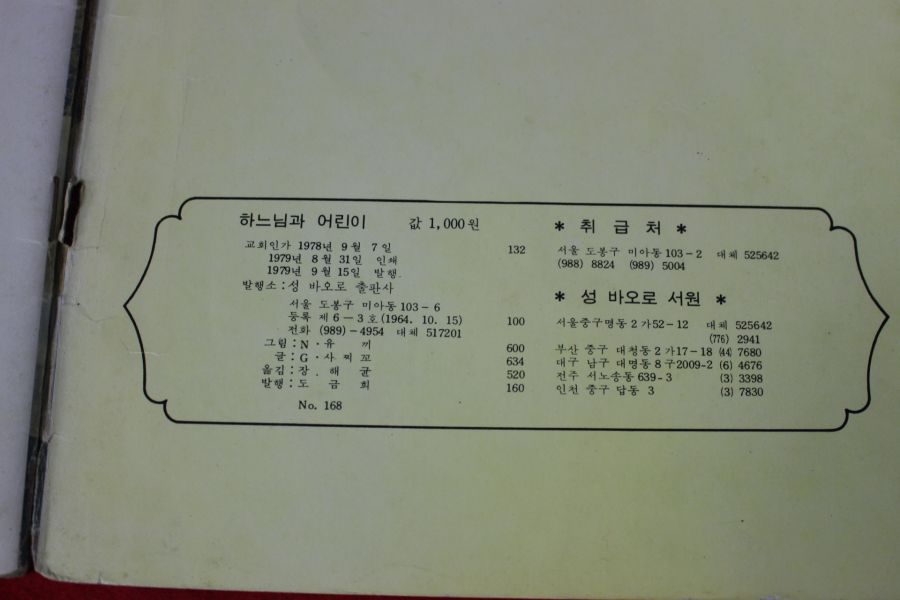 하느님과 어린이 값 1,000원
교회인가 1978년 9월 7일
1979년 8월 31일 인쇄
1979년 9월 15일 발행
발행소:성 바오로 출판사
서울 도봉구 미아동 103-6
등록 제6-3호(1964. 10. 15)
전화 (989)-4954 대체 517201
그림:N·유 끼
글:G·사찌꼬
옮김:장. 해 균
발행:도 금 희
No. 168
* 취 급 처 *
132 서울 도봉구 미아동 103-2 대체 525642
(988) 8824 (989) 5004
* 성 바오로 서원 *
100 서울중구명동2가52-12 대체 525642
(776) 2941
600 부산 중구 대청동2가17-18 (44) 7680
634 대구 남구 대명동8구2009-2 (6) 4676
520 전주 서노송동 639-3 (3) 3398
160 인천 중구 답동 3 (3) 7830